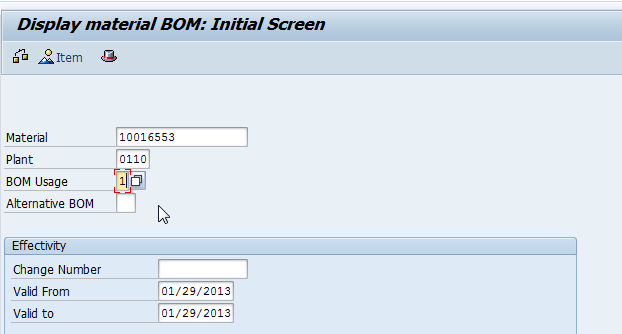 Display material BOM: Initial Screen
Item
Material 10016553
Plant 0110
BOM Usage 1
Alternative BOM
Effectivity
Change Number
Valid From 01/29/2013
Valid to 01/29/2013